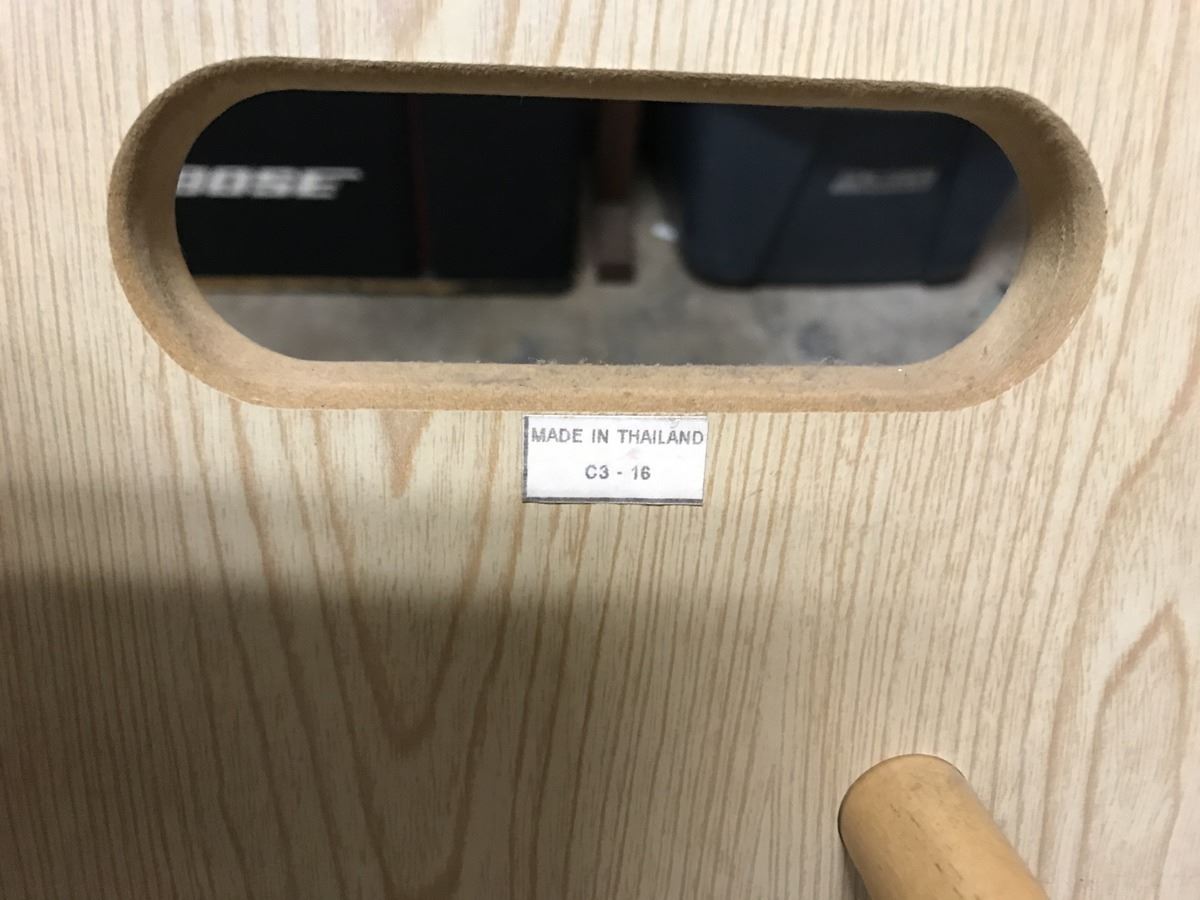 BOSE
MADE IN THAILAND
C3 - 16